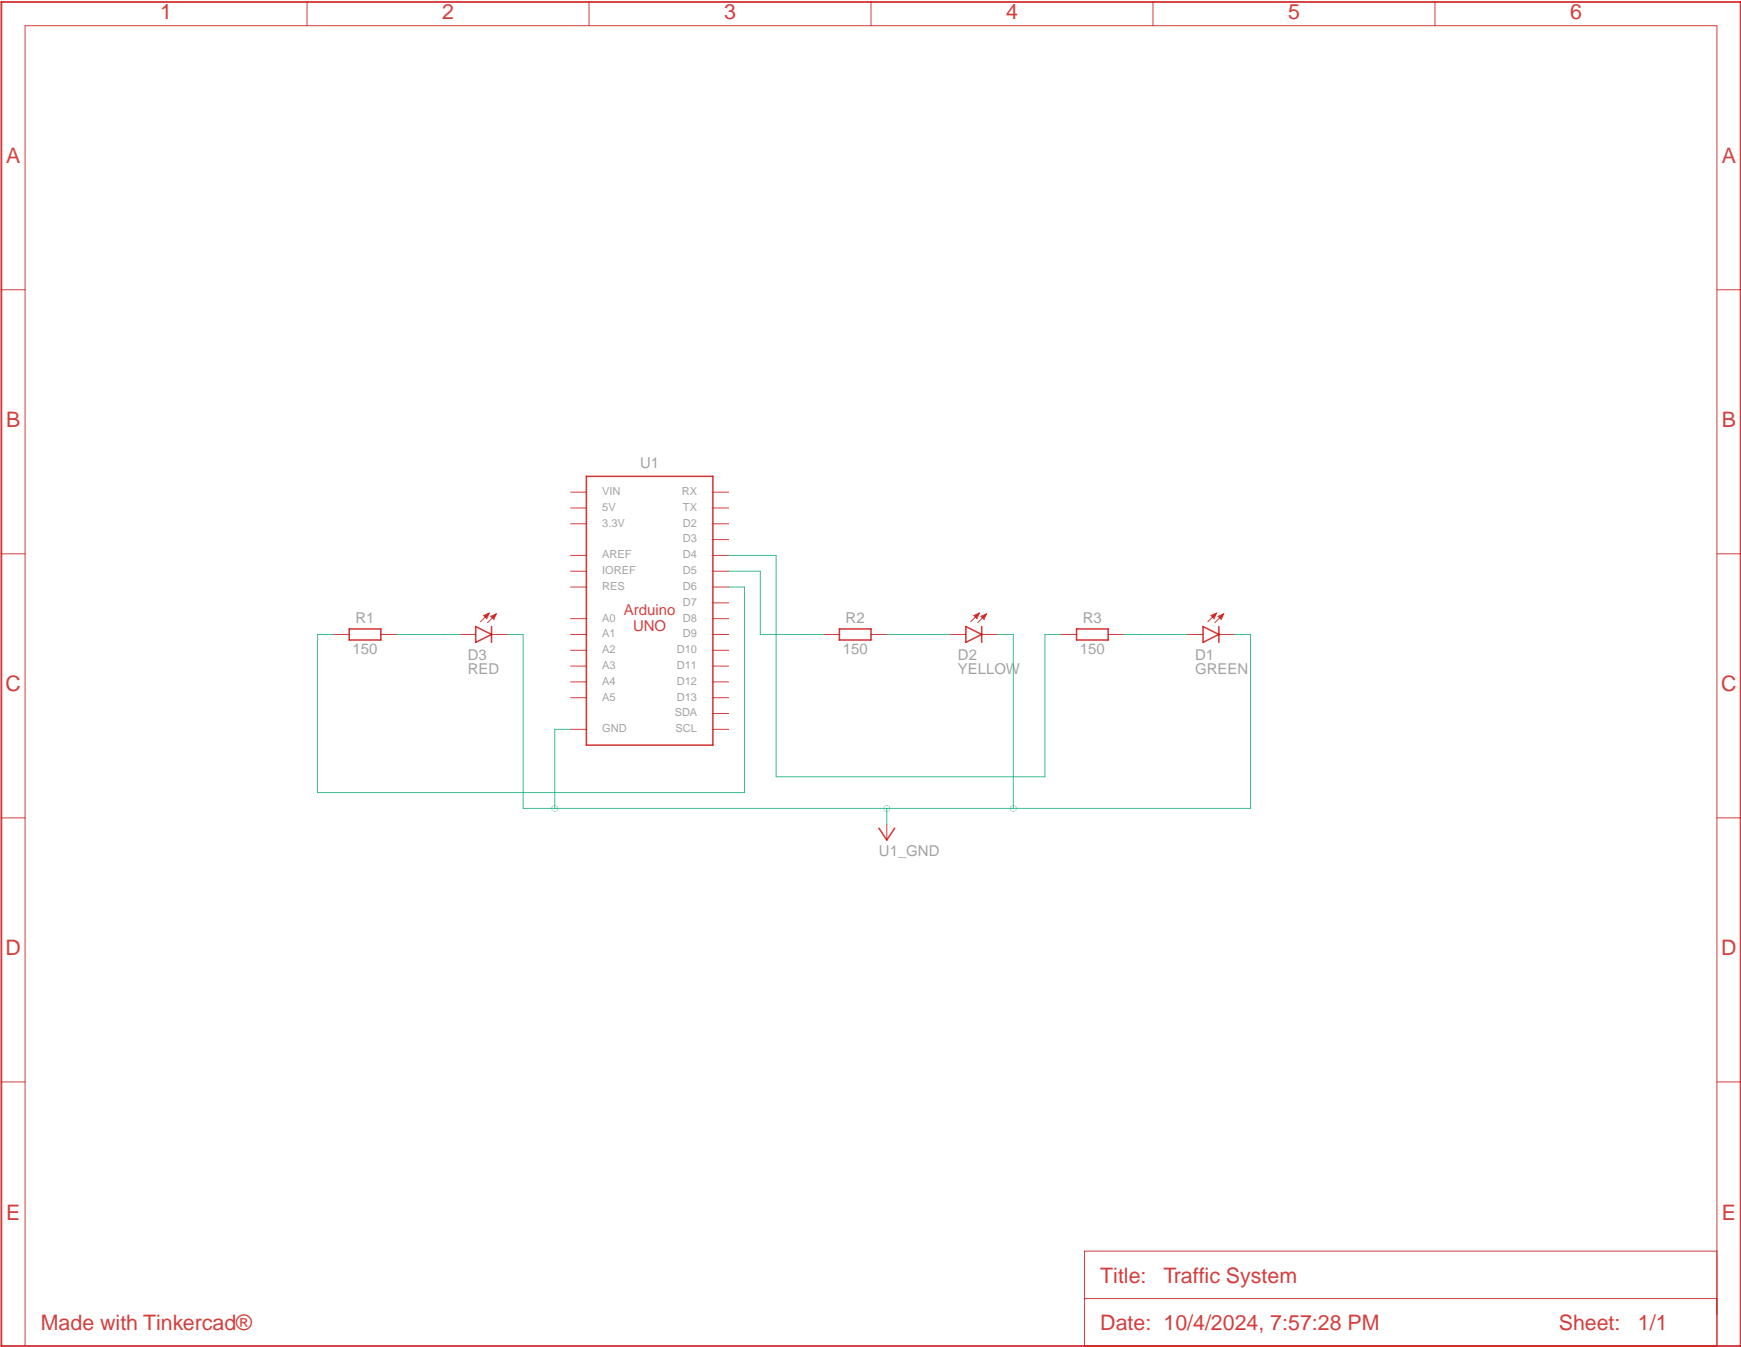 1 2 3 4 5 6
A A
B B
U1
VIN RX
5V TX
3.3V D2
D3
AREF D4
IOREF D5
RES D6
D7
Arduino
UNO
A0 D8
A1 D9
A2 D10
A3 D11
A4 D12
A5 D13
SDA
GND SCL
R1
150
D3
RED
R2
150
D2
YELLOW
R3
150
D1
GREEN
C C
U1_GND
D D
E E
Title: Traffic System
Date: 10/4/2024, 7:57:28 PM Sheet: 1/1
Made with Tinkercad®